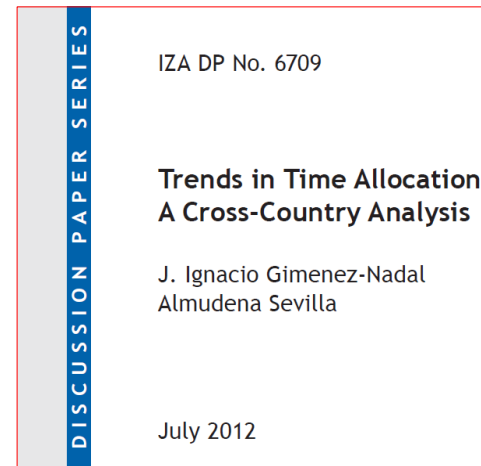 DISCUSSION PAPER SERIES
IZA DP No. 6709
Trends in Time Allocation
A Cross-Country Analysis
J. Ignacio Gimenez-Nadal
Almudena Sevilla
July 2012